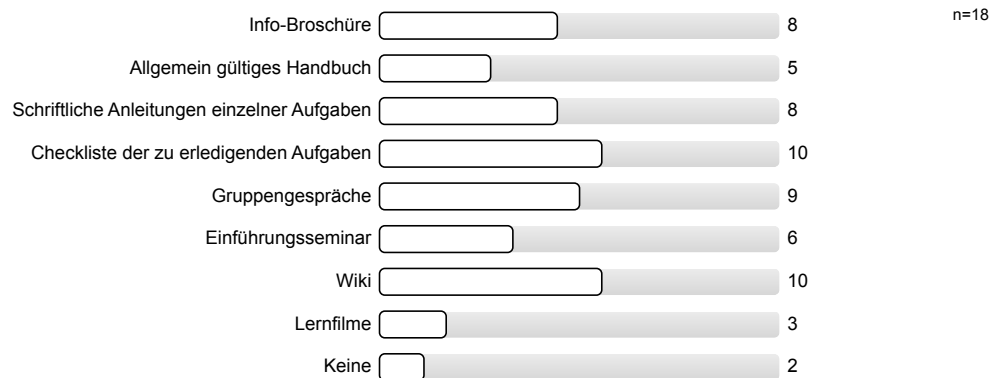 n=18
Info-Broschüre 8
Allgemein gültiges Handbuch 5
Schriftliche Anleitungen einzelner Aufgaben 8
Checkliste der zu erledigenden Aufgaben 10
Gruppengespräche 9
Einführungsseminar 6
Wiki 10
Lernfilme 3
Keine 2